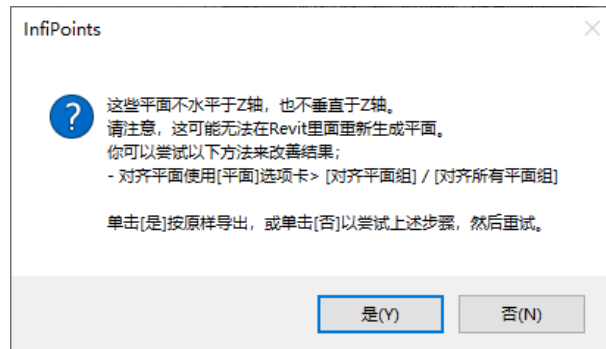 InfiPoints
这些平面不水平于Z轴，也不垂直于Z轴。
请注意，这可能无法在Revit里面重新生成平面。
你可以尝试以下方法来改善结果；
- 对齐平面使用[平面]选项卡> [对齐平面组] / [对齐所有平面组]
单击[是]按原样导出，或单击[否]以尝试上述步骤，然后重试。
是(Y)
否(N)